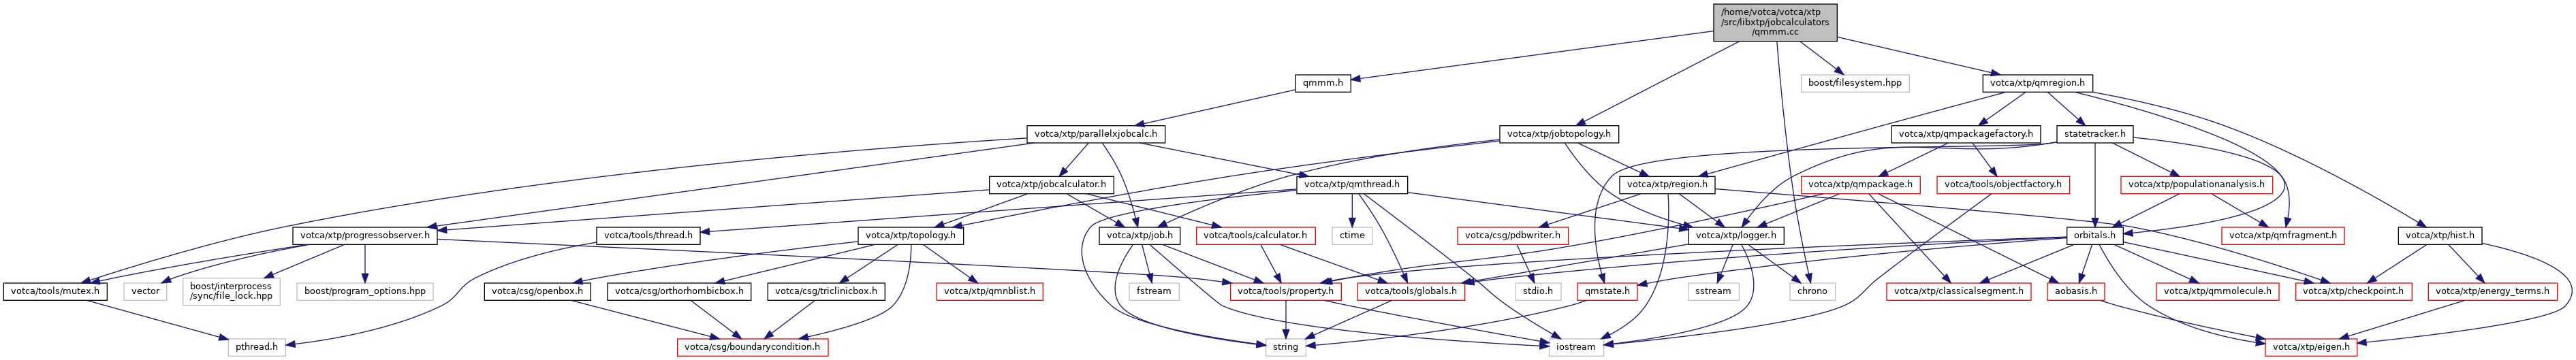 /home/votca/votca/xtp
/src/libxtp/jobcalculators
/qmmm.cc
qmmm.h
boost/filesystem.hpp
votca/xtp/qmregion.h
votca/xtp/parallelxjobcalc.h
votca/xtp/jobtopology.h
votca/xtp/qmpackagefactory.h
statetracker.h
votca/xtp/jobcalculator.h
votca/xtp/qmthread.h
votca/xtp/region.h
votca/xtp/qmpackage.h
votca/tools/objectfactory.h
votca/xtp/populationanalysis.h
votca/xtp/progressobserver.h
votca/tools/thread.h
votca/xtp/topology.h
votca/xtp/job.h
votca/tools/calculator.h
ctime
votca/csg/pdbwriter.h
votca/xtp/logger.h
orbitals.h
votca/xtp/qmfragment.h
votca/xtp/hist.h
votca/tools/mutex.h
vector
boost/interprocess
/sync/file_lock.hpp
boost/program_options.hpp
votca/csg/openbox.h
votca/csg/orthorhombicbox.h
votca/csg/triclinicbox.h
votca/xtp/qmnblist.h
fstream
votca/tools/property.h
votca/tools/globals.h
stdio.h
qmstate.h
sstream
chrono
votca/xtp/classicalsegment.h
aobasis.h
votca/xtp/qmmolecule.h
votca/xtp/checkpoint.h
votca/xtp/energy_terms.h
pthread.h
votca/csg/boundarycondition.h
string
iostream
votca/xtp/eigen.h